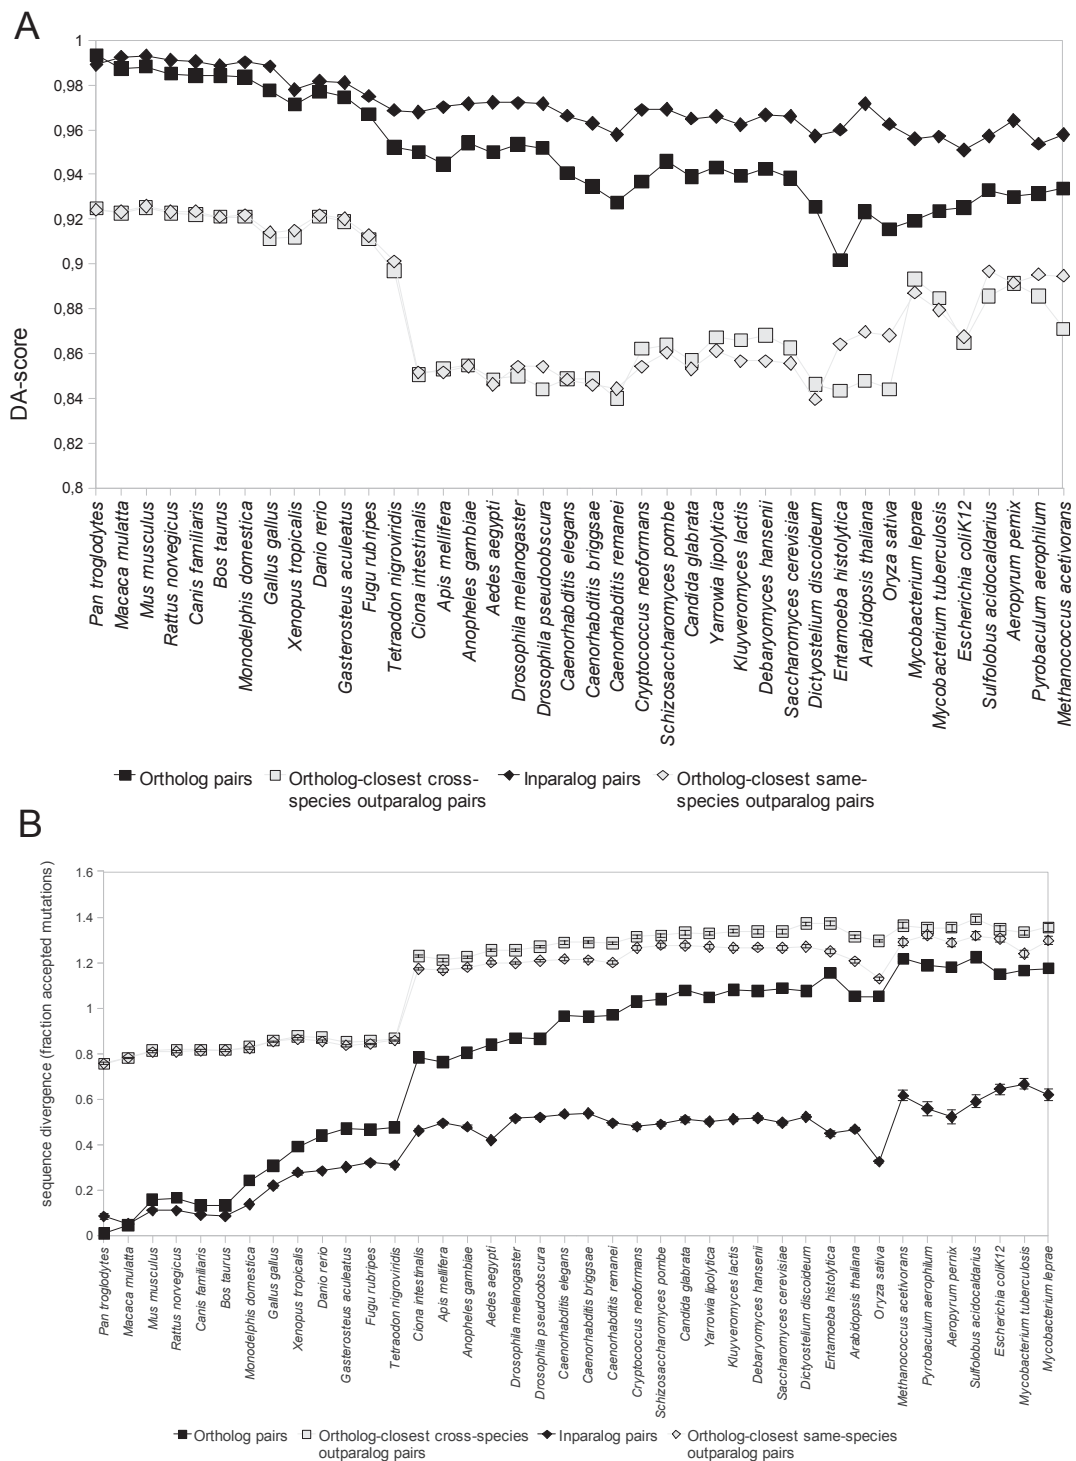 A
1
0,98
0,96
0,94
0,92
0,9
0,88
0,86
0,84
0,82
0,8
DA-score
Pan troglodytes
Macaca mulatta
Mus musculus
Rattus norvegicus
Canis familiaris
Bos taurus
Monodelphis domestica
Gallus gallus
Xenopus tropicalis
Danio rerio
Gasterosteus aculeatus
Fugu rubripes
Tetraodon nigroviridis
Ciona intestinalis
Apis mellifera
Anopheles gambiae
Aedes aegypti
Drosophila melanogaster
Drosophila pseudoobscura
Caenorhabditis elegans
Caenorhabditis briggsae
Caenorhabditis remanei
Cryptococcus neoformans
Schizosaccharomyces pombe
Candida glabrata
Yarrowia lipolytica
Kluyveromyces lactis
Debaryomyces hansenii
Saccharomyces cerevisiae
Dictyostelium discoideum
Entamoeba histolytica
Arabidopsis thaliana
Oryza sativa
Mycobacterium leprae
Mycobacterium tuberculosis
Escherichia coliK12
Sulfolobus acidocaldarius
Aeropyrum pernix
Pyrobaculum aerophilum
Methanococcus acetivorans
Ortholog pairs
Ortholog-closest cross-
species outparalog pairs
Inparalog pairs
Ortholog-closest same-
species outparalog pairs
B
1.6
1.4
1.2
1
0.8
0.6
0.4
0.2
0
sequence divergence (fraction accepted mutations)
Pan troglodytes
Macaca mulatta
Mus musculus
Rattus norvegicus
Canis familiaris
Bos taurus
Monodelphis domestica
Gallus gallus
Xenopus tropicalis
Danio rerio
Gasterosteus aculeatus
Fugu rubripes
Tetraodon nigroviridis
Ciona intestinalis
Apis mellifera
Anopheles gambiae
Aedes aegypti
Drosophila melanogaster
Drosophila pseudoobscura
Caenorhabditis elegans
Caenorhabditis briggsae
Caenorhabditis remanei
Cryptococcus neoformans
Schizosaccharomyces pombe
Candida glabrata
Yarrowia lipolytica
Kluyveromyces lactis
Debaryomyces hansenii
Saccharomyces cerevisiae
Dictyostelium discoideum
Entamoeba histolytica
Arabidopsis thaliana
Oryza sativa
Methanococcus acetivorans
Pyrobaculum aerophilum
Aeropyrum pernix
Sulfolobus acidocaldarius
Escherichia coliK12
Mycobacterium tuberculosis
Mycobacterium leprae
Ortholog pairs
Ortholog-closest cross-species
outparalog pairs
Inparalog pairs
Ortholog-closest same-species
outparalog pairs